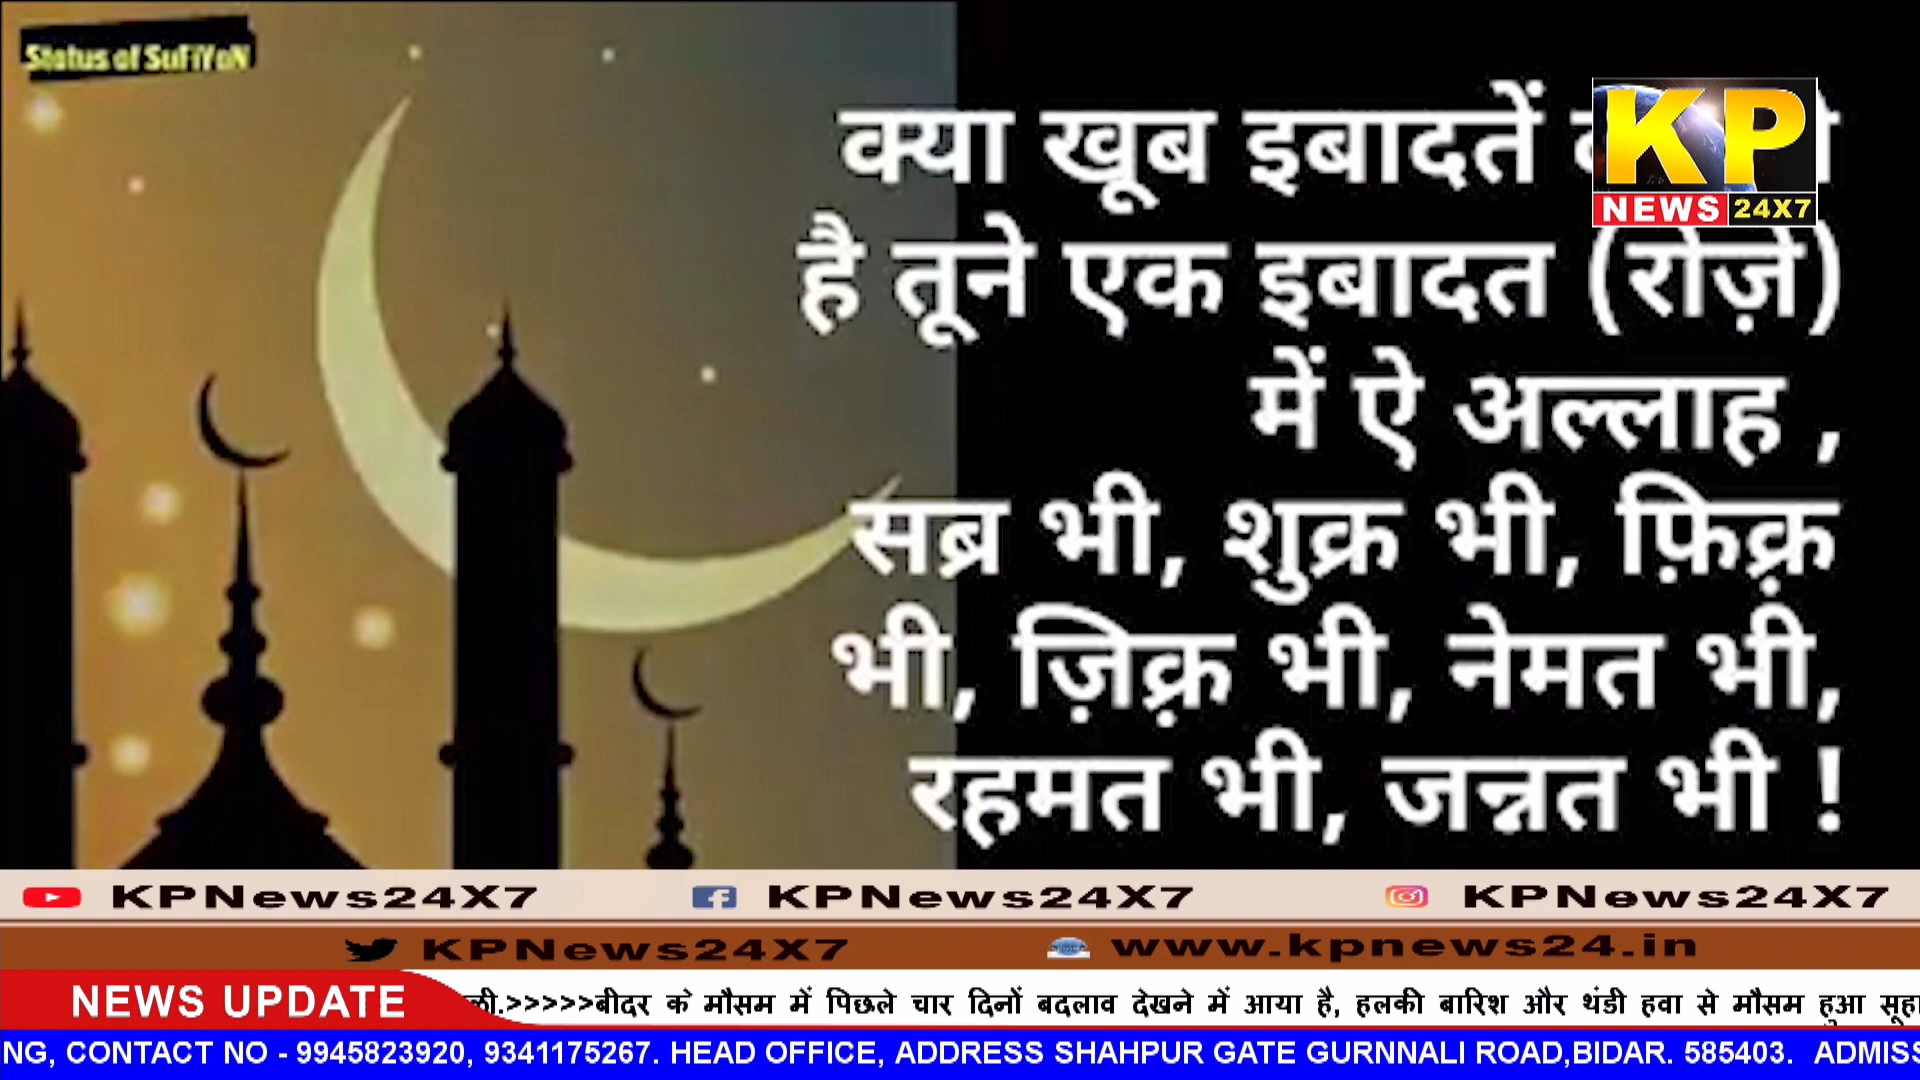 Status of SuFiYaN
क्या खूब इबादतें
है तूने एक इबादत (रोज़े)
में ऐ अल्लाह ,
सब्र भी, शुक्र भी, फ़िक़्र
भी, ज़िक़्र भी, नेमत भी,
रहमत भी, जन्नत भी !
KP
NEWS 24X7
KPNews24X7 KPNews24X7 KPNews24X7
KPNews24X7 www.kpnews24.in
NEWS UPDATE >>>>>बीदर के मौसम में पिछले चार दिनों बदलाव देखने में आया है, हलकी बारिश और थंडी हवा से मौसम हुआ
NG, CONTACT NO - 9945823920, 9341175267. HEAD OFFICE, ADDRESS SHAHPUR GATE GURNNALI ROAD,BIDAR. 585403. ADMISS